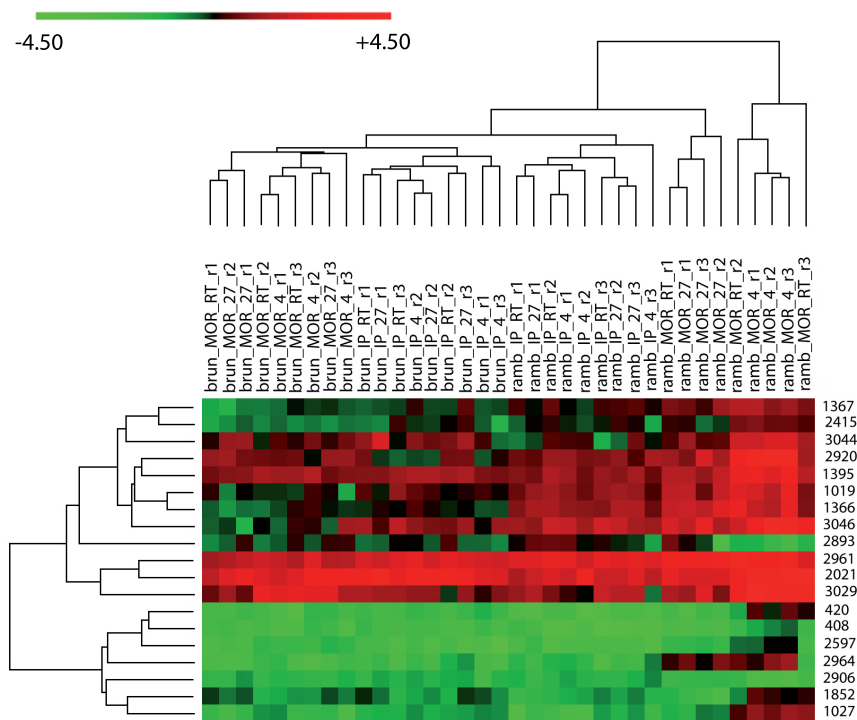 -4.50
+4.50
brun_MOR_RT_r1
brun_MOR_27_r2
brun_MOR_27_r1
brun_MOR_RT_r2
brun_MOR_4_r1
brun_MOR_RT_r3
brun_MOR_4_r2
brun_MOR_27_r3
brun_MOR_4_r3
brun_IP_RT_r1
brun_IP_27_r1
brun_IP_RT_r3
brun_IP_4_r2
brun_IP_27_r2
brun_IP_RT_r2
brun_IP_27_r3
brun_IP_4_r1
brun_IP_4_r3
ramb_IP_RT_r1
ramb_IP_27_r1
ramb_IP_RT_r2
ramb_IP_4_r1
ramb_IP_4_r2
ramb_IP_RT_r3
ramb_IP_27_r2
ramb_IP_27_r3
ramb_IP_4_r3
ramb_MOR_RT_r1
ramb_MOR_27_r1
ramb_MOR_27_r3
ramb_MOR_27_r2
ramb_MOR_RT_r2
ramb_MOR_4_r1
ramb_MOR_4_r2
ramb_MOR_4_r3
ramb_MOR_RT_r3
1367
2415
3044
2920
1395
1019
1366
3046
2893
2961
2021
3029
420
408
2597
2964
2906
1852
1027